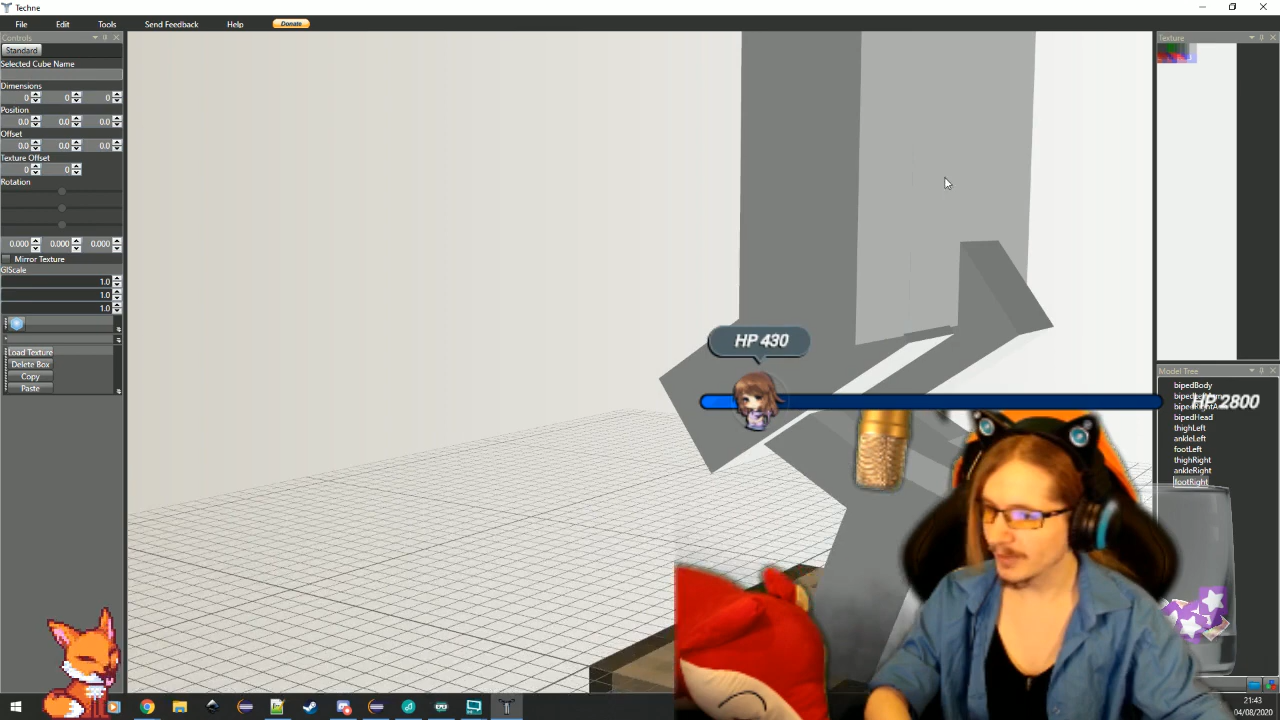 Techne
File Edit Tools Send Feedback Help Donate
Controls
Standard
Selected Cube Name
Dimensions
0 0 0
Position
0.0 0.0 0.0
Offset
0.0 0.0 0.0
Texture Offset
0 0
Rotation
0.000 0.000 0.000
Mirror Texture
GlScale
1.0
1.0
1.0
Load Texture
Delete Box
Copy
Paste
HP 430
HP 2800
Texture
Model Tree
bipedBody
bipedHead
thighLeft
ankleLeft
footLeft
thighRight
ankleRight
footRight
21:43
04/08/2020